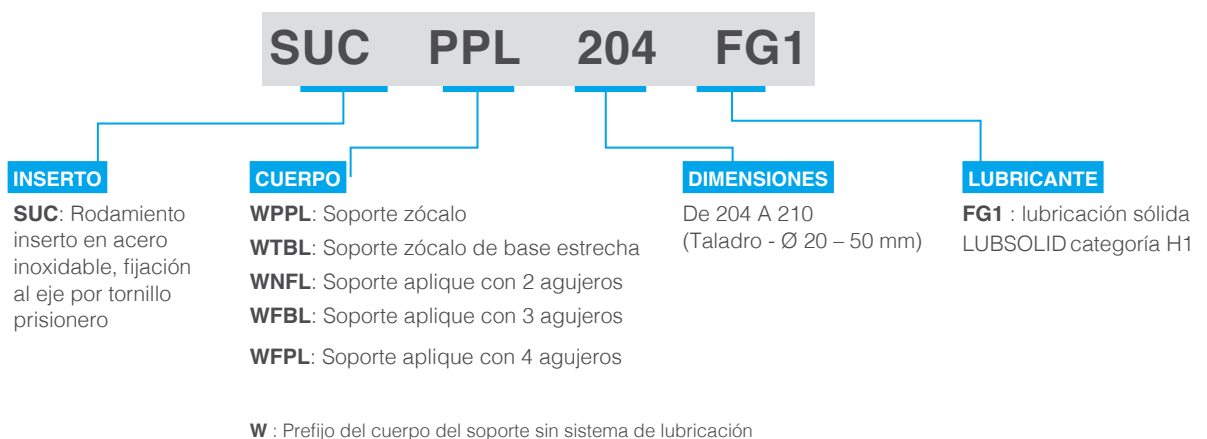 SUC PPL 204 FG1
INSERTO
SUC: Rodamiento
inserto en acero
inoxidable, fijación
al eje por tornillo
prisionero
CUERPO
WPPL: Soporte zócalo
WTBL: Soporte zócalo de base estrecha
WNFL: Soporte aplique con 2 agujeros
WFBL: Soporte aplique con 3 agujeros
WFPL: Soporte aplique con 4 agujeros
W : Prefijo del cuerpo del soporte sin sistema de lubricación
DIMENSIONES
De 204 A 210
(Taladro - Ø 20 – 50 mm)
LUBRICANTE
FG1 : lubricación sólida
LUBSOLID categoría H1